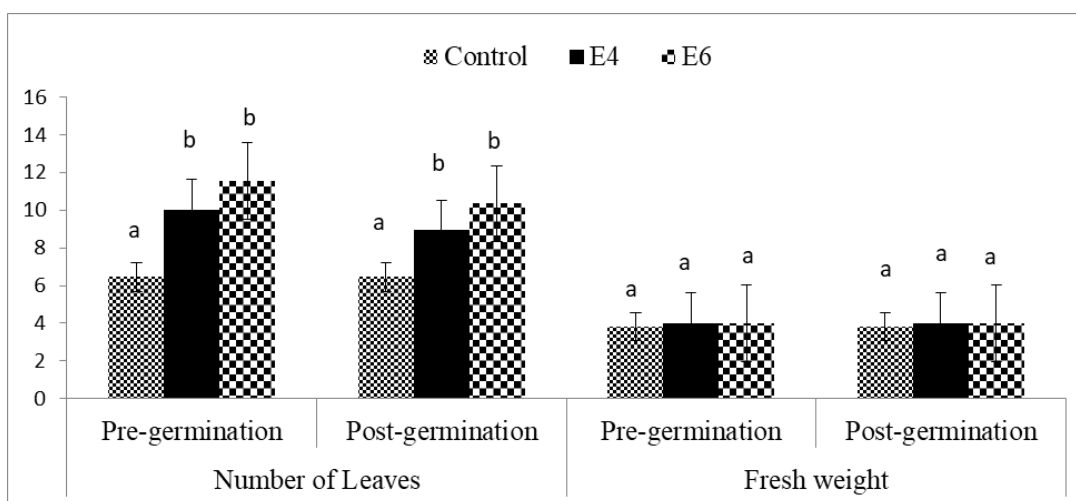 Control E4 E6
16
14
12
10
8
6
4
2
0
a b b a b b a a a a a a
Pre-germination Post-germination Pre-germination Post-germination
Number of Leaves Fresh weight